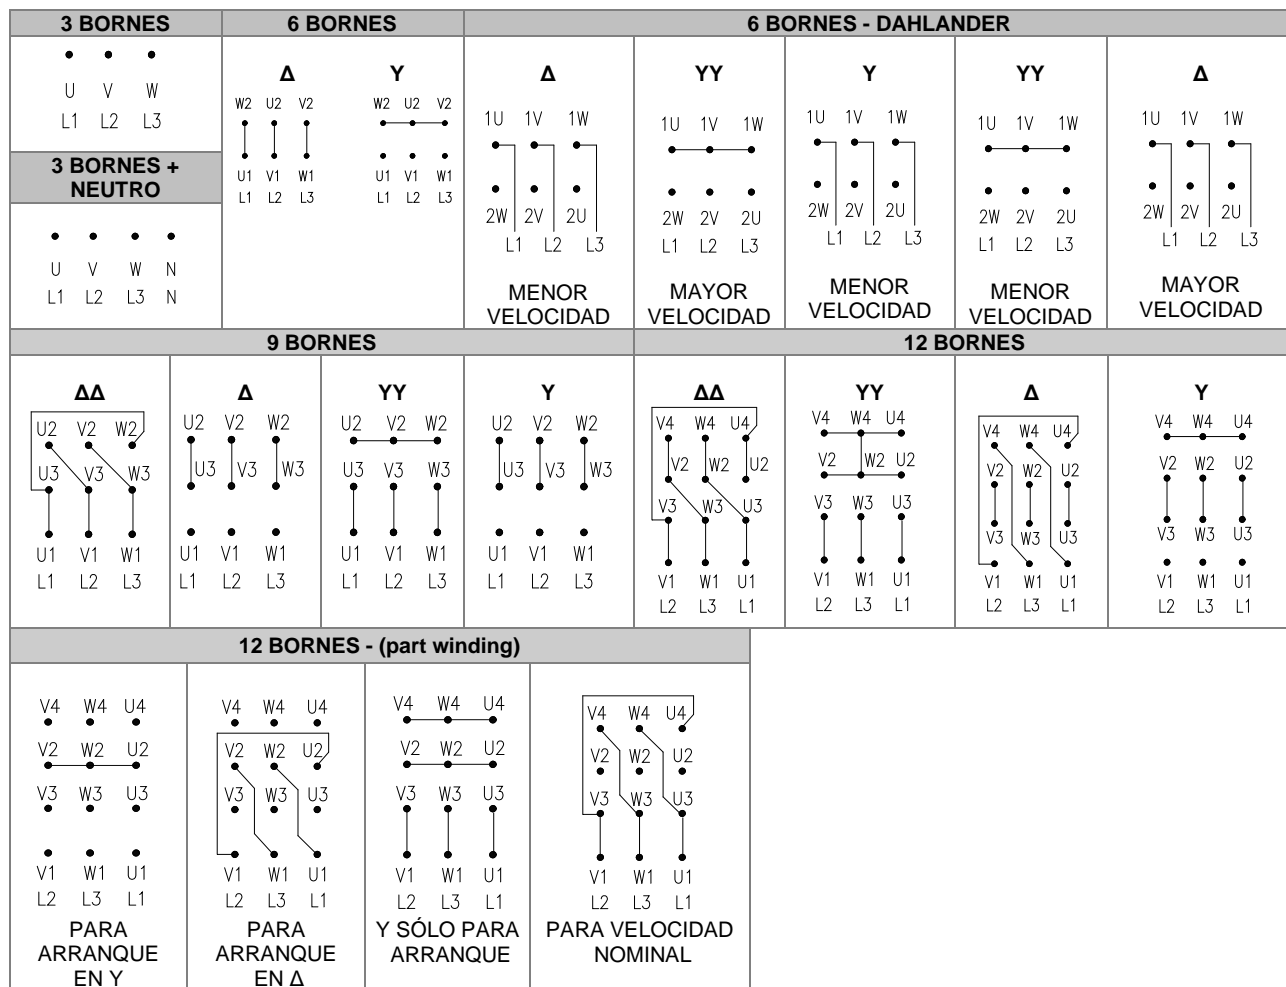 3 BORNES
U V W
L1 L2 L3
3 BORNES +
NEUTRO
U V W N
L1 L2 L3 N
6 BORNES
Δ Y
W2 U2 V2 W2 U2 V2
U1 V1 W1 U1 V1 W1
L1 L2 L3 L1 L2 L3
6 BORNES - DAHLANDER
Δ
1U 1V 1W
2W 2V 2U
L1 L2 L3
MENOR
VELOCIDAD
YY
1U 1V 1W
2W 2V 2U
L1 L2 L3
MAYOR
VELOCIDAD
Y
1U 1V 1W
2W 2V 2U
L1 L2 L3
MENOR
VELOCIDAD
YY
1U 1V 1W
2W 2V 2U
L1 L2 L3
MENOR
VELOCIDAD
Δ
1U 1V 1W
2W 2V 2U
L1 L2 L3
MAYOR
VELOCIDAD
9 BORNES
ΔΔ
U2 V2 W2
U3 V3 W3
U1 V1 W1
L1 L2 L3
Δ
U2 V2 W2
U3 V3 W3
U1 V1 W1
L1 L2 L3
YY
U2 V2 W2
U3 V3 W3
U1 V1 W1
L1 L2 L3
Y
U2 V2 W2
U3 V3 W3
U1 V1 W1
L1 L2 L3
12 BORNES
ΔΔ
V4 W4 U4
V2 W2 U2
V3 W3 U3
V1 W1 U1
L2 L3 L1
YY
V4 W4 U4
V2 W2 U2
V3 W3 U3
V1 W1 U1
L2 L3 L1
Δ
V4 W4 U4
V2 W2 U2
V3 W3 U3
V1 W1 U1
L2 L3 L1
Y
V4 W4 U4
V2 W2 U2
V3 W3 U3
V1 W1 U1
L2 L3 L1
12 BORNES - (part winding)
V4 W4 U4
V2 W2 U2
V3 W3 U3
V1 W1 U1
L2 L3 L1
PARA
ARRANQUE
EN Y
V4 W4 U4
V2 W2 U2
V3 W3 U3
V1 W1 U1
L2 L3 L1
PARA
ARRANQUE
EN Δ
V4 W4 U4
V2 W2 U2
V3 W3 U3
V1 W1 U1
L2 L3 L1
Y SÓLO PARA
ARRANQUE
V4 W4 U4
V2 W2 U2
V3 W3 U3
V1 W1 U1
L2 L3 L1
PARA VELOCIDAD
NOMINAL